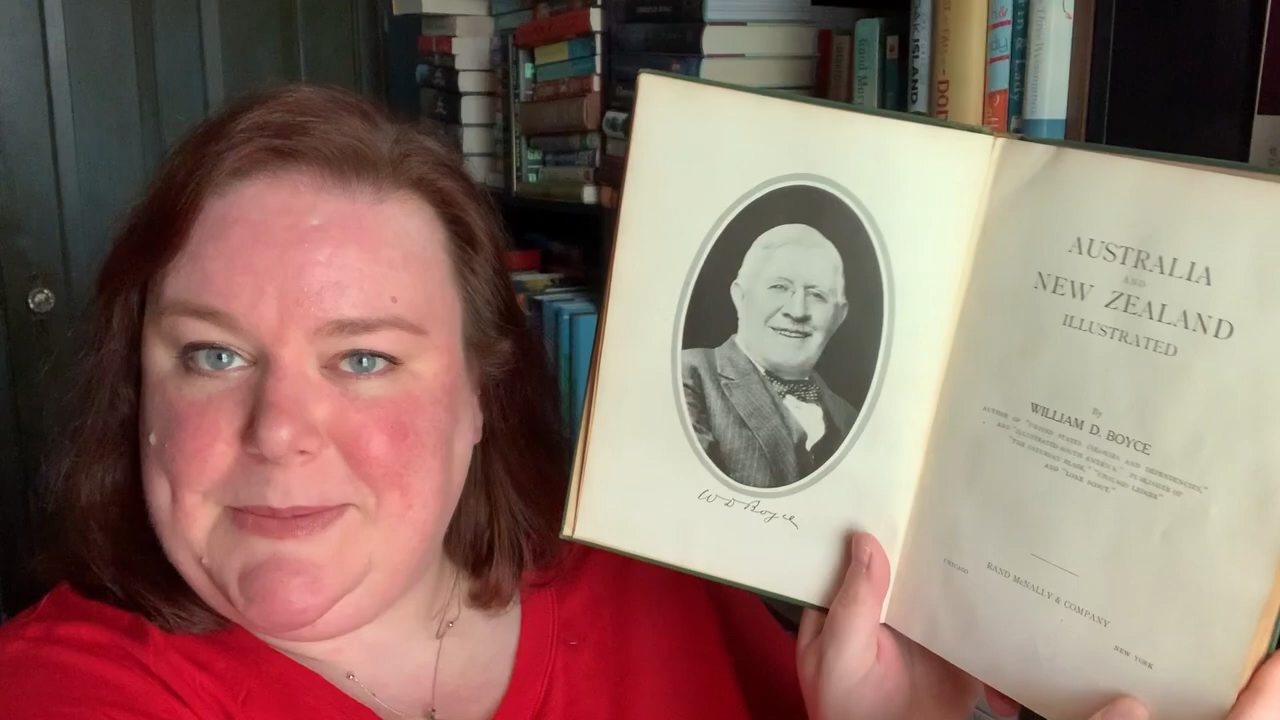 W D Boyce
AUSTRALIA
AND
NEW ZEALAND
ILLUSTRATED
By
WILLIAM D. BOYCE
AUTHOR OF "UNITED STATES COLONIES AND DEPENDENCIES,"
AND "ILLUSTRATED SOUTH AMERICA." PUBLISHER OF
"THE SATURDAY BLADE," "CHICAGO LEDGER"
AND "LONE SCOUT."
CHICAGO RAND McNALLY & COMPANY NEW YORK